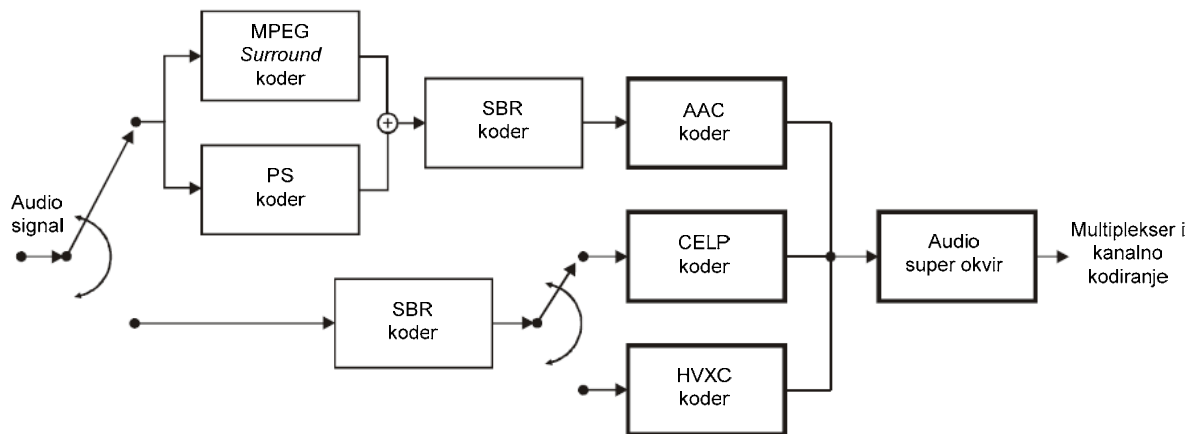 MPEG
Surround
koder
SBR
koder
AAC
koder
PS
koder
Audio
signal
CELP
koder
Audio
super okvir
Multiplekser i
kanalno
kodiranje
SBR
koder
HVXC
koder